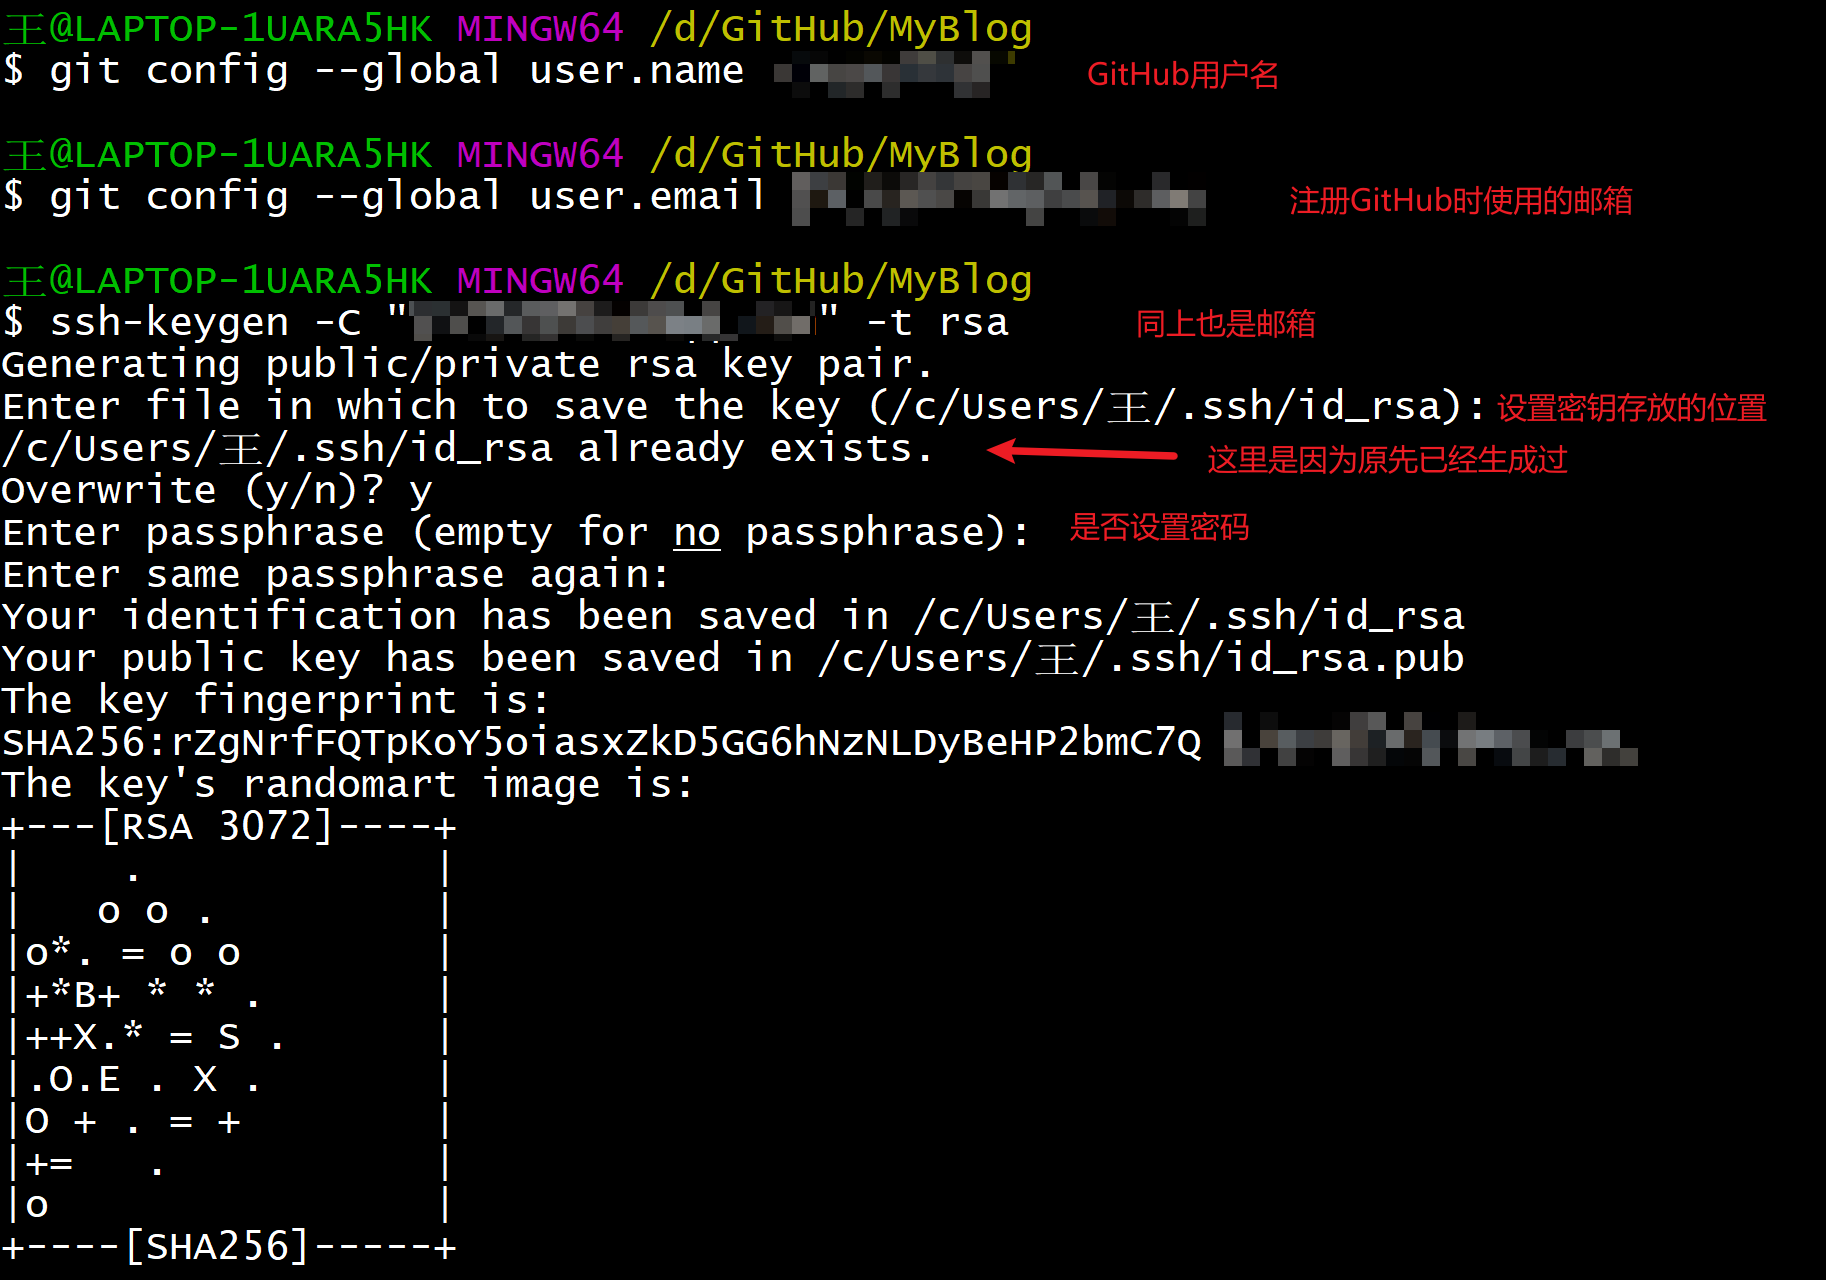 王@LAPTOP-1UARA5HK MINGW64 /d/GitHub/MyBlog
$ git config --global user.name GitHub用户名
王@LAPTOP-1UARA5HK MINGW64 /d/GitHub/MyBlog
$ git config --global user.email 注册GitHub时使用的邮箱
王@LAPTOP-1UARA5HK MINGW64 /d/GitHub/MyBlog
$ ssh-keygen -C "" -t rsa 同上也是邮箱
Generating public/private rsa key pair.
Enter file in which to save the key (/c/Users/王/.ssh/id_rsa): 设置密钥存放的位置
/c/Users/王/.ssh/id_rsa already exists. 这里是因为原先已经生成过
Overwrite (y/n)? y
Enter passphrase (empty for no passphrase): 是否设置密码
Enter same passphrase again:
Your identification has been saved in /c/Users/王/.ssh/id_rsa
Your public key has been saved in /c/Users/王/.ssh/id_rsa.pub
The key fingerprint is:
SHA256:rZgNrfFQTpKoY5oiasxZkD5GG6hNzNLDyBeHP2bmC7Q
The key's randomart image is:
+---[RSA 3072]----+
|    .            |
|   o o .         |
|o*. = o o        |
|+*B+ * * .       |
|++X.* = S .      |
|.O.E . X .       |
|O + . = +        |
|+=   .           |
|o                |
+----[SHA256]-----+